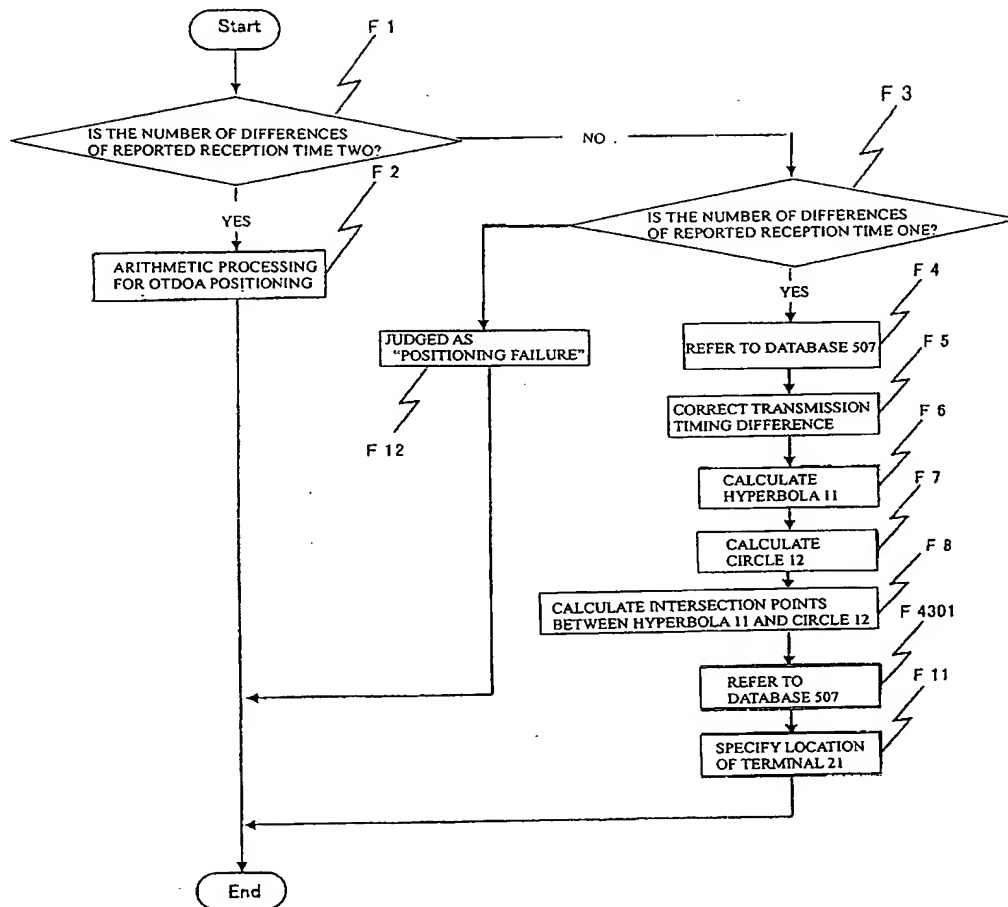 Start
F 1
IS THE NUMBER OF DIFFERENCES
OF REPORTED RECEPTION TIME TWO?
NO .
F 3
F 2
YES
IS THE NUMBER OF DIFFERENCES
OF REPORTED RECEPTION TIME ONE?
ARITHMETIC PROCESSING
FOR OTDOA POSITIONING
YES
F 4
JUDGED AS
"POSITIONING FAILURE"
F 12
REFER TO DATABASE 507
F 5
CORRECT TRANSMISSION
TIMING DIFFERENCE
F 6
CALCULATE
HYPERBOLA 11
F 7
CALCULATE
CIRCLE 12
F 8
CALCULATE INTERSECTION POINTS
BETWEEN HYPERBOLA 11 AND CIRCLE 12
F 4301
REFER TO
DATABASE 507
F 11
SPECIFY LOCATION
OF TERMINAL 21
End